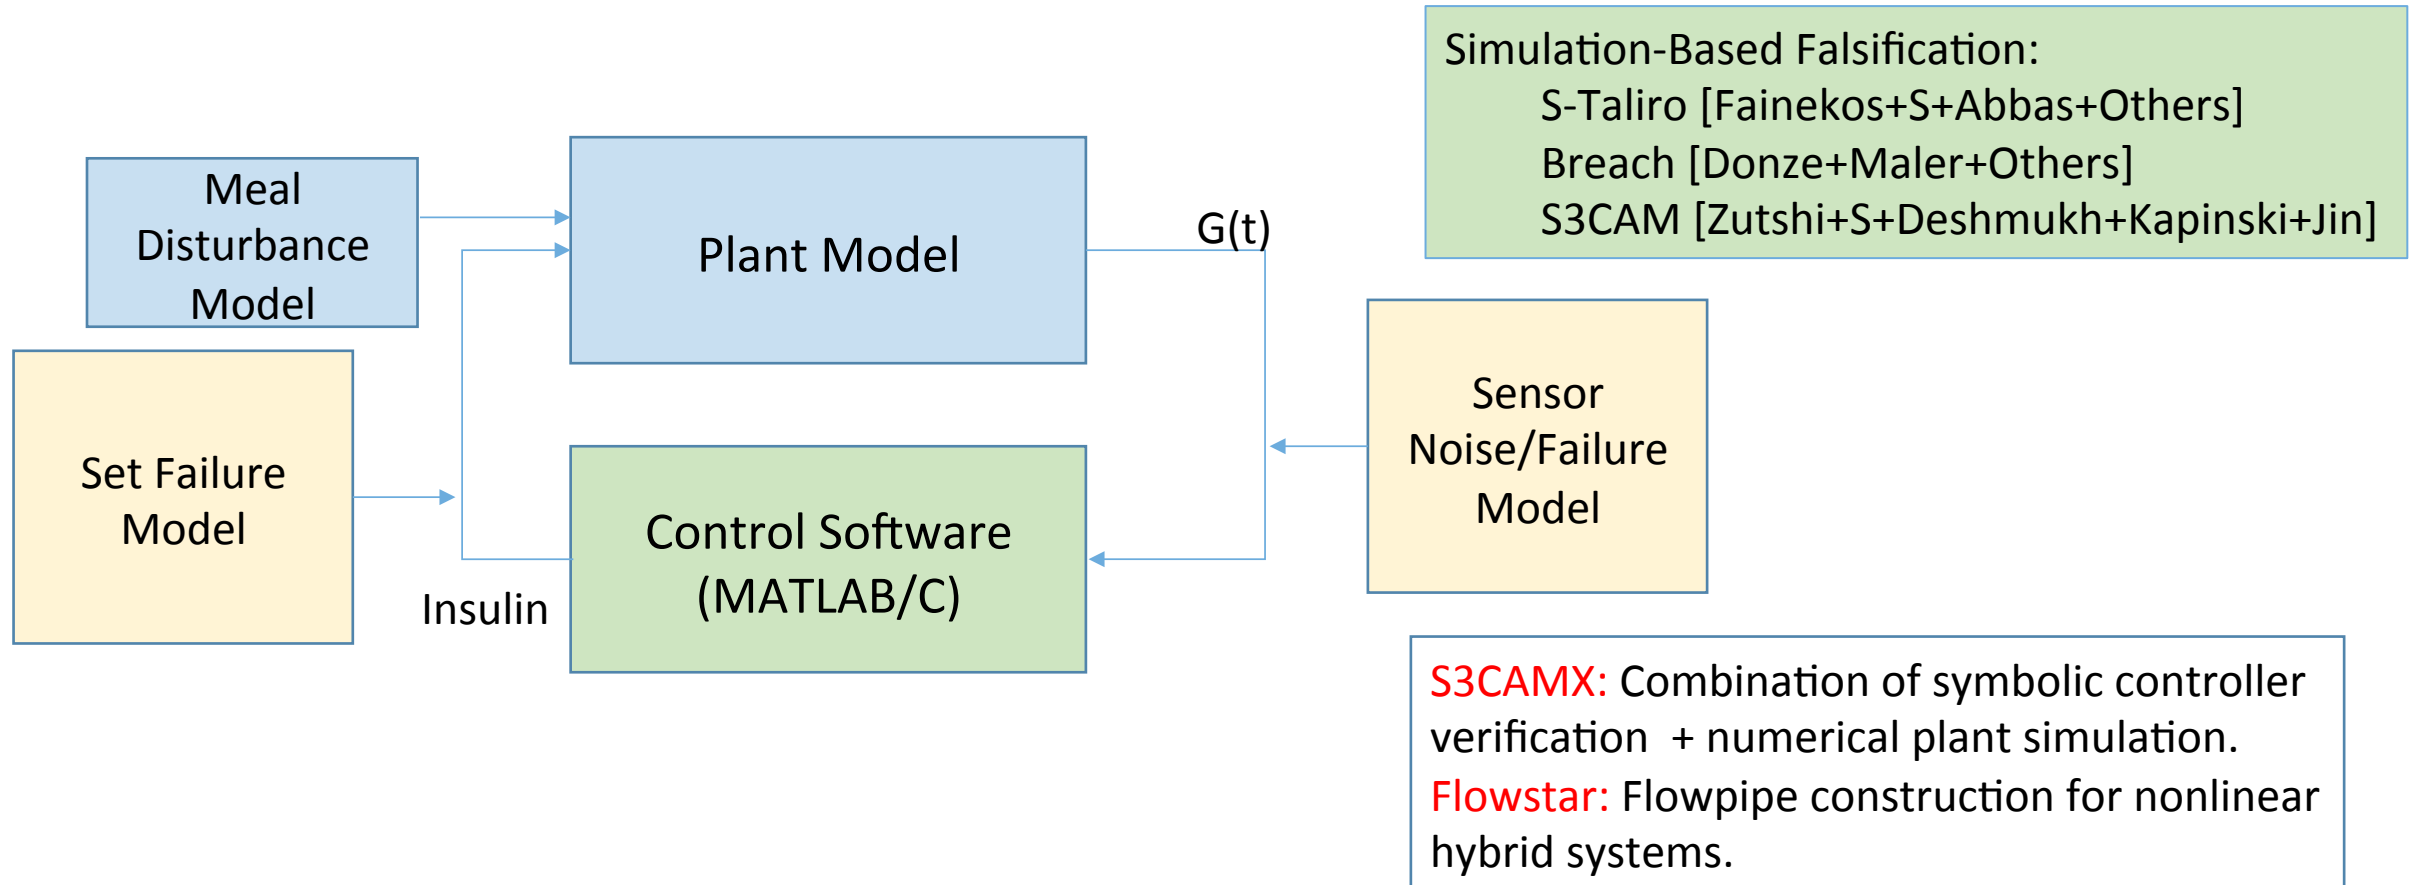 Simulation-Based Falsification:
S-Taliro [Fainekos+S+Abbas+Others]
Breach [Donze+Maler+Others]
S3CAM [Zutshi+S+Deshmukh+Kapinski+Jin]
Meal
Disturbance
Model
Plant Model
G(t)
Set Failure
Model
Insulin
Control Software
(MATLAB/C)
Sensor
Noise/Failure
Model
S3CAMX: Combination of symbolic controller
verification + numerical plant simulation.
Flowstar: Flowpipe construction for nonlinear
hybrid systems.